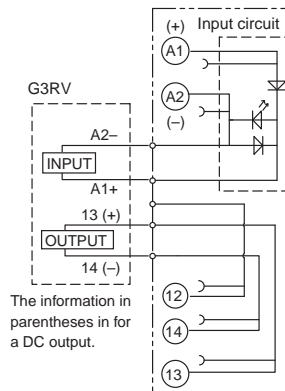 (+)
Input circuit
A1
G3RV
A2
(–)
A2–
INPUT
A1+
13 (+)
OUTPUT
14 (–)
12
The information in
parentheses in for
a DC output.
14
13